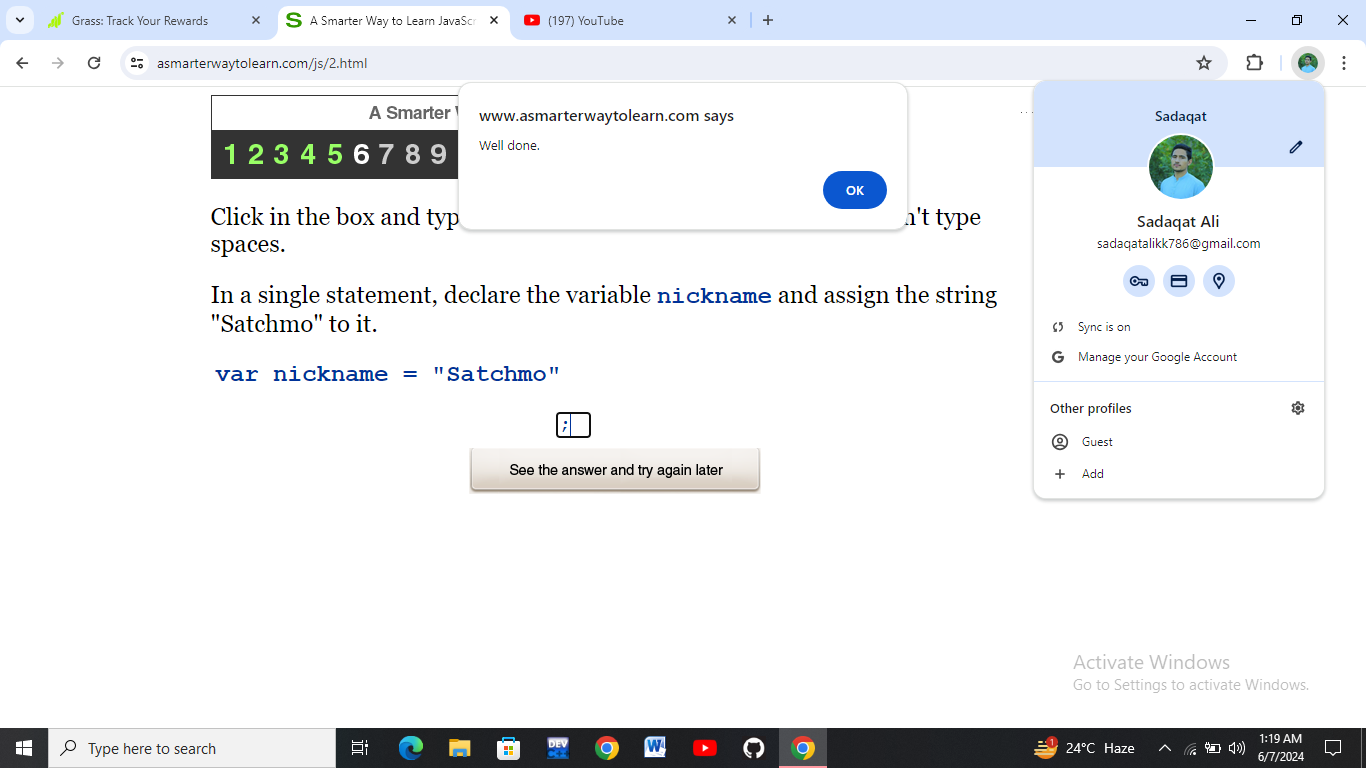 Grass: Track Your Rewards
A Smarter Way to Learn JavaScr
(197) YouTube
asmarterwaytolearn.com/js/2.html
A Smarter
1 2 3 4 5 6 7 8 9
www.asmarterwaytolearn.com says
Well done.
OK
Click in the box and typ
n't type
spaces.
In a single statement, declare the variable nickname and assign the string
"Satchmo" to it.
var nickname = "Satchmo"
;
See the answer and try again later
Sadaqat
Sadaqat Ali
sadaqatalikk786@gmail.com
Sync is on
Manage your Google Account
Other profiles
Guest
Add
Activate Windows
Go to Settings to activate Windows.
Type here to search
DEV
24°C Haze
1:19 AM
6/7/2024